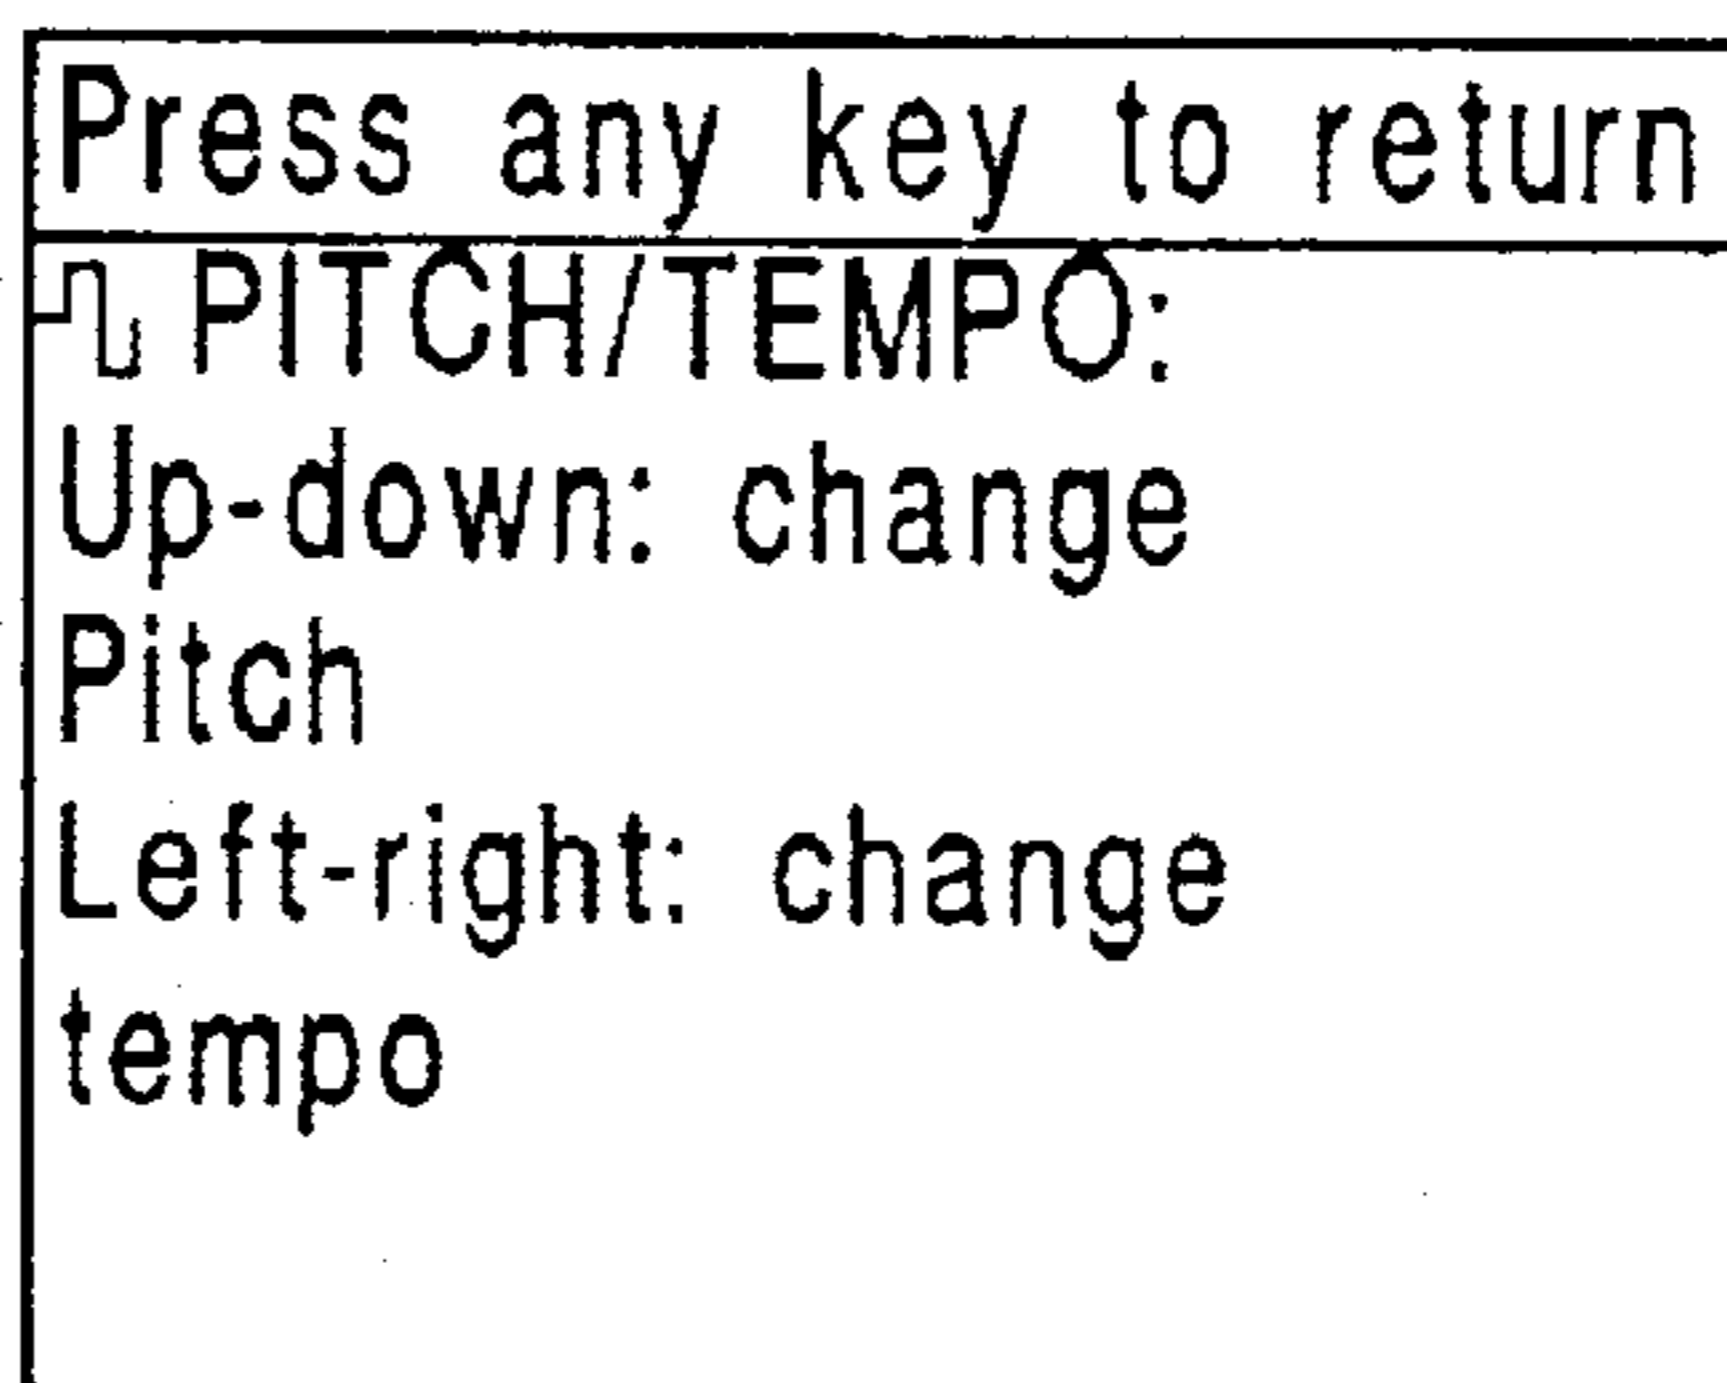 Press any key to return
PITCH/TEMPO:
Up-down: change
Pitch
Left-right: change
tempo